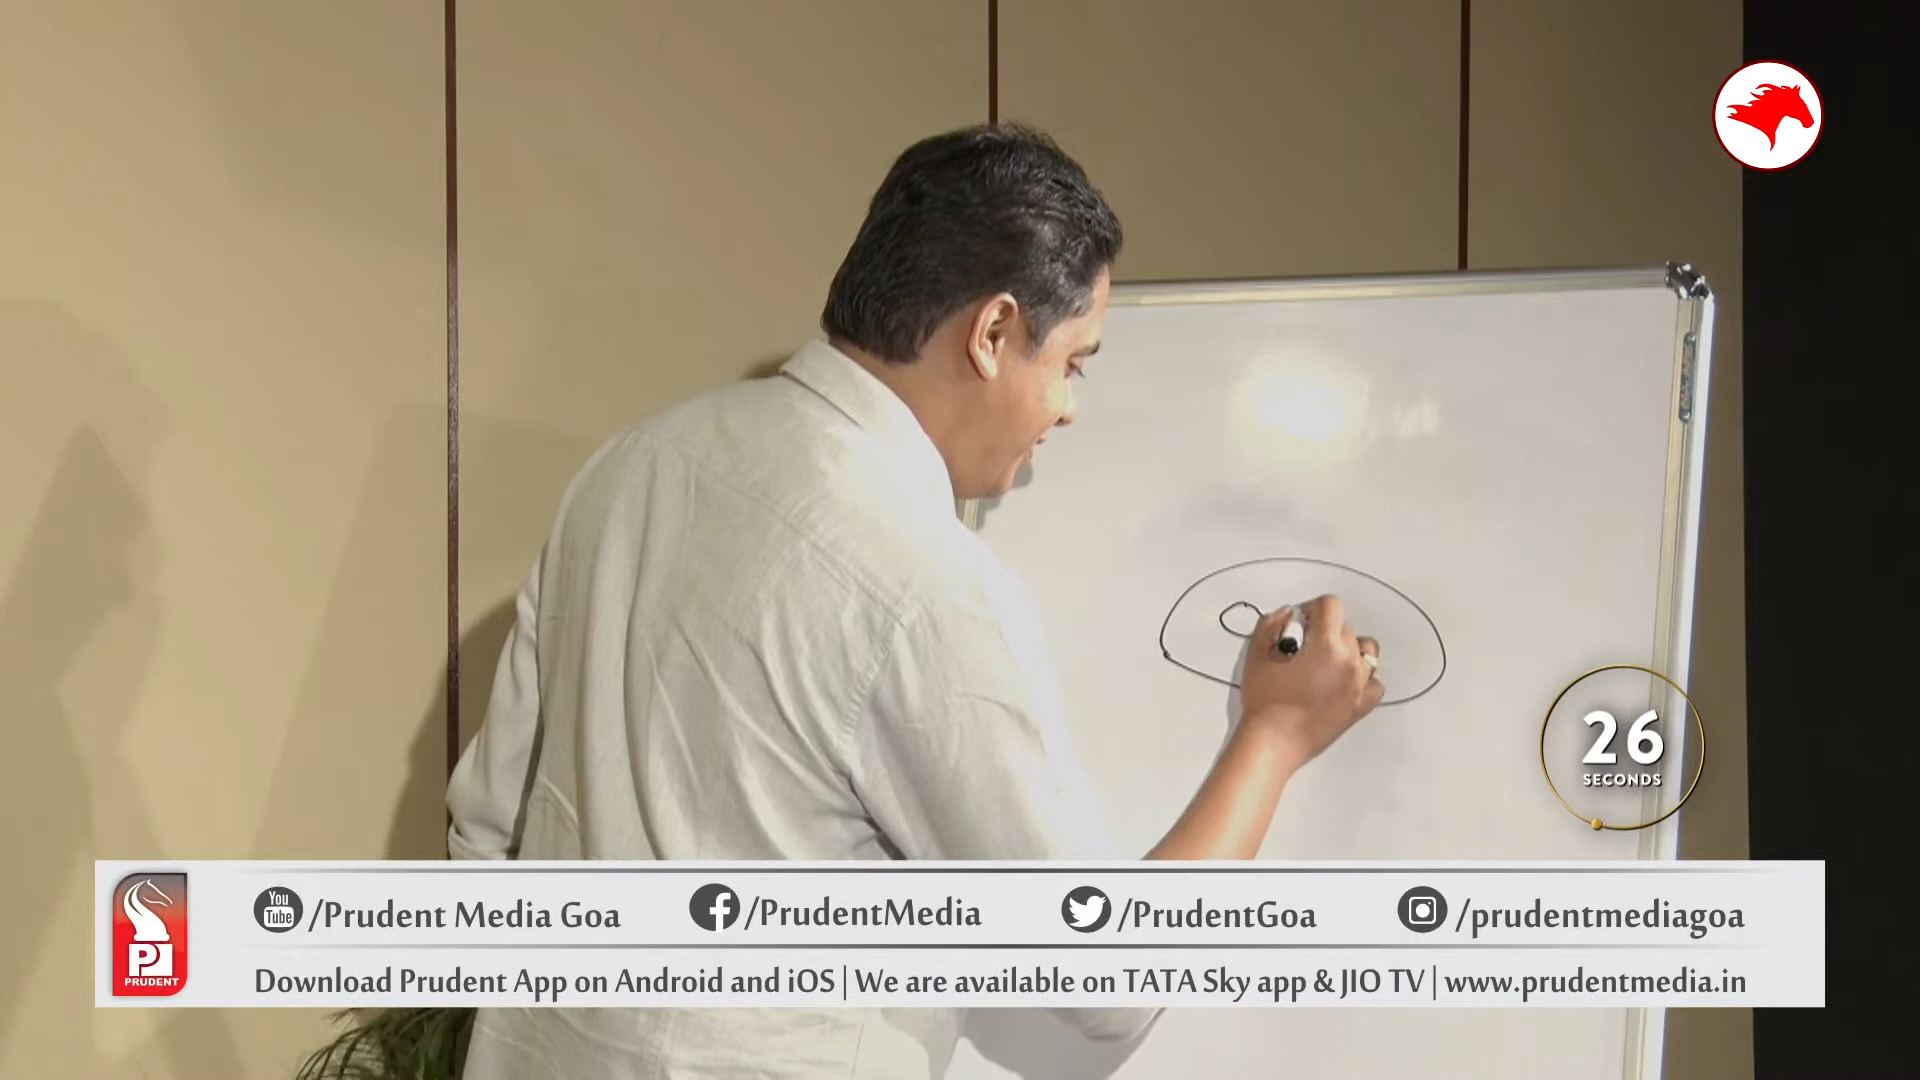 26
SECONDS
You Tube /Prudent Media Goa f/PrudentMedia /PrudentGoa /prudentmediagoa
PRUDENT
Download Prudent App on Android and iOS | We are available on TATA Sky app & JIO TV | www.prudentmedia.in